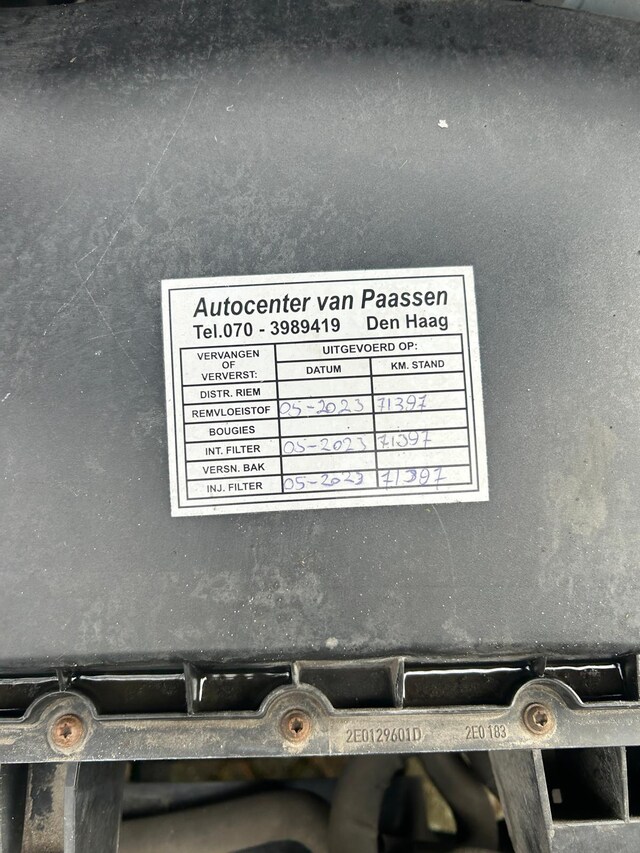 Autocenter van Paassen
Tel.070 - 3989419 Den Haag
VERVANGEN OF VERVERST: UITGEVOERD OP:
DATUM KM. STAND
DISTR. RIEM
REMVLOEISTOF 05-2023 71397
BOUGIES
INT. FILTER 05-2023 71397
VERSN. BAK
INJ. FILTER 05-2023 71397
2E0129601D 2E0 183